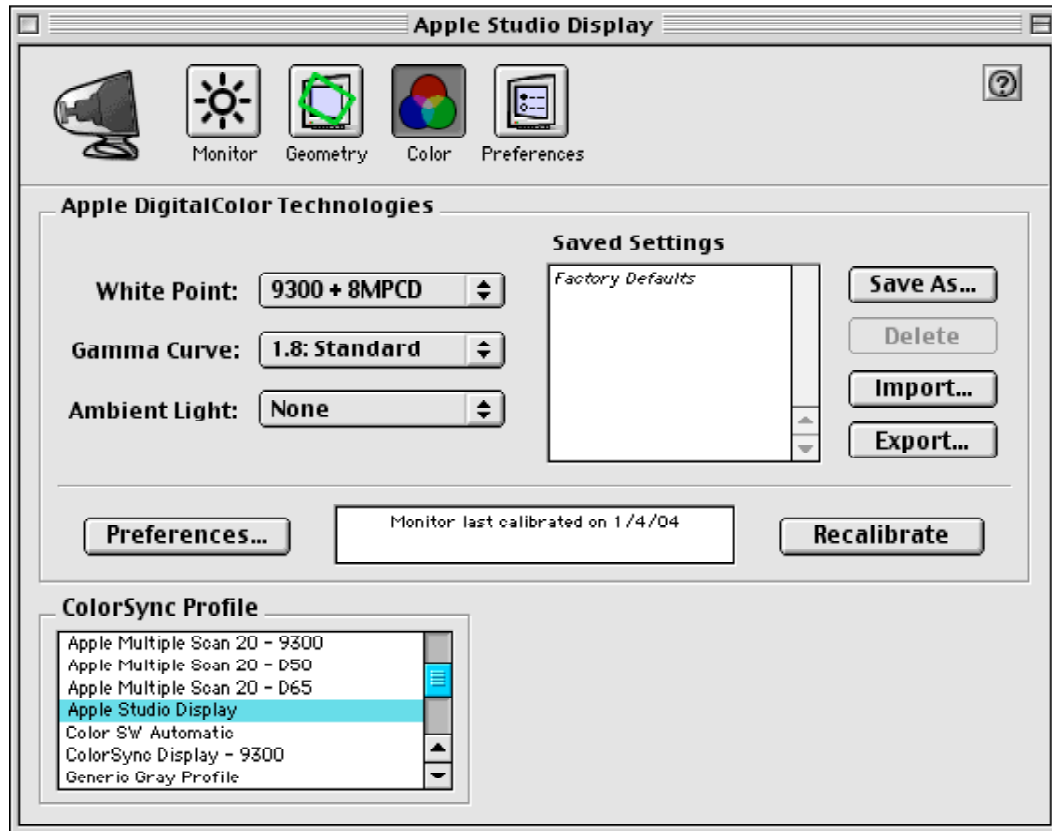 Apple Studio Display
Monitor
Geometry
Color
Preferences
Apple DigitalColor Technologies
White Point: 9300 + 8MPCD
Gamma Curve: 1.8: Standard
Ambient Light: None
Saved Settings
Factory Defaults
Save As...
Delete
Import...
Export...
Preferences...
Monitor last calibrated on 1/4/04
Recalibrate
ColorSync Profile
Apple Multiple Scan 20 - 9300
Apple Multiple Scan 20 - D50
Apple Multiple Scan 20 - D65
Apple Studio Display
Color SW Automatic
ColorSync Display - 9300
Generic Gray Profile